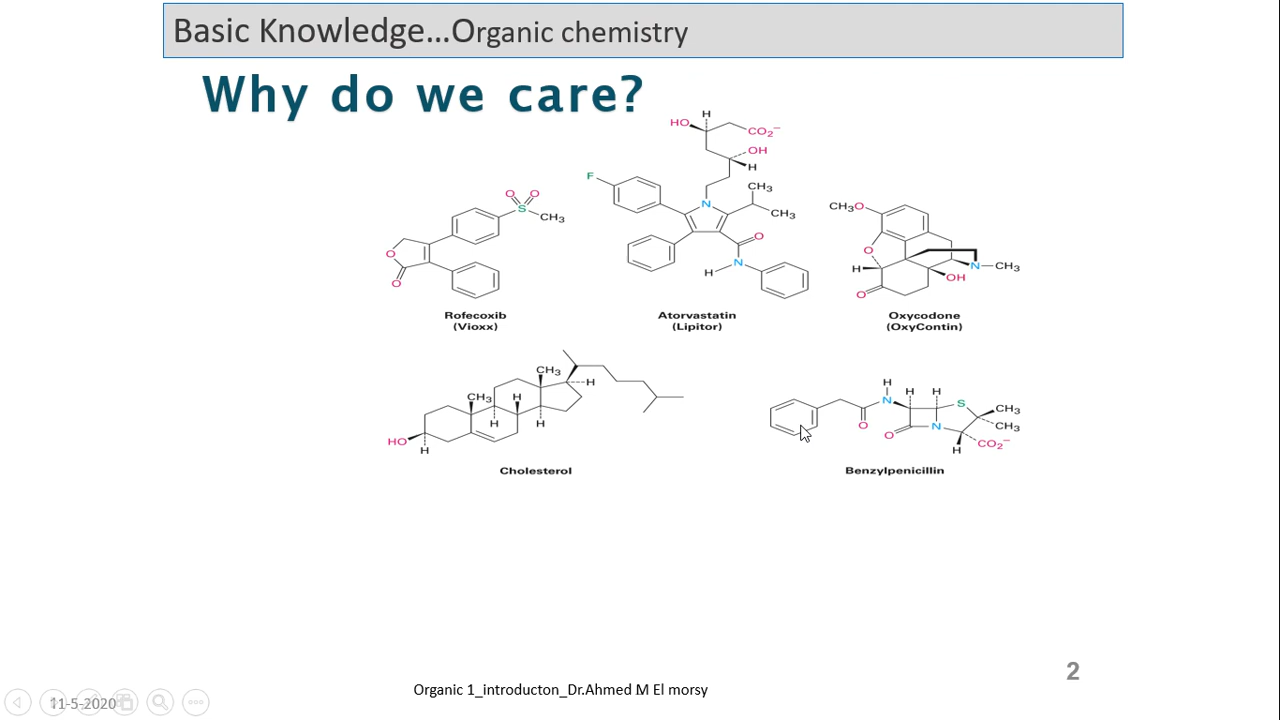 Basic Knowledge...Organic chemistry
Why do we care?
H
HO
CO2–
OH
H
F
N
CH3
CH3
O
N
H
O
O
S
CH3
O
O
CH3O
O
H
N
CH3
OH
O
Rofecoxib
(Vioxx)
Atorvastatin
(Lipitor)
Oxycodone
(OxyContin)
CH3
H
CH3
H
H
H
HO
H
H
N
H
H
S
CH3
CH3
O
O
N
H
CO2–
Cholesterol
Benzylpenicillin
2
Organic 1_introducton_Dr.Ahmed M El morsy
11-5-2020